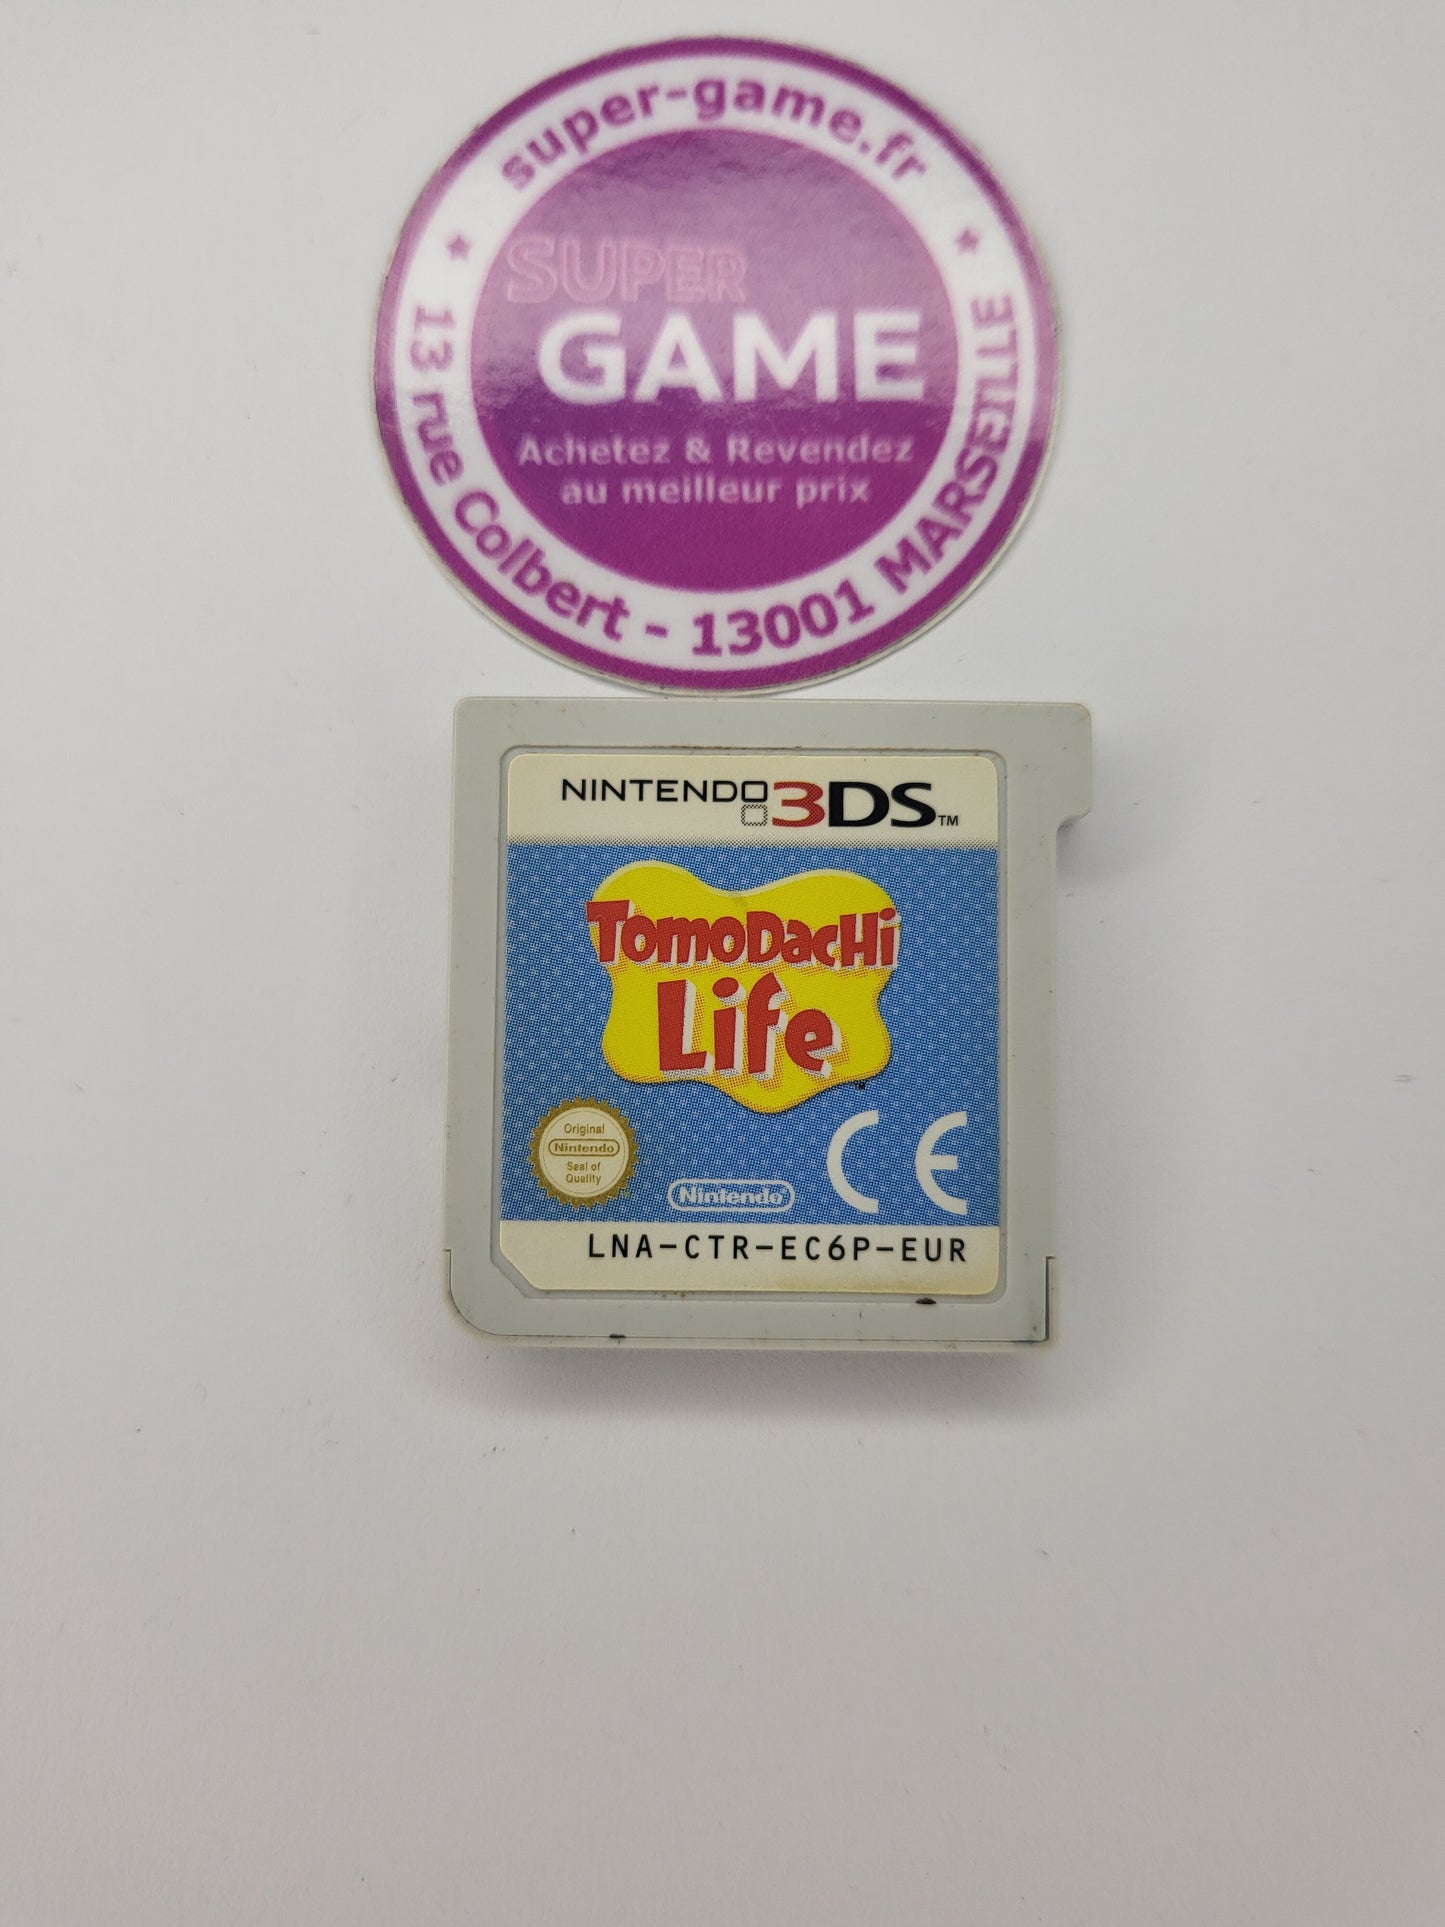 super-game.fr
SUPER
GAME
Achetez & Revendez
au meilleur prix
13 rue Colbert - 13001 MARSEILLE
NINTENDO 3DS™
TomoDacHi
Life™
Original
Nintendo
Seal of
Quality
Nintendo
CE
LNA-CTR-EC6P-EUR